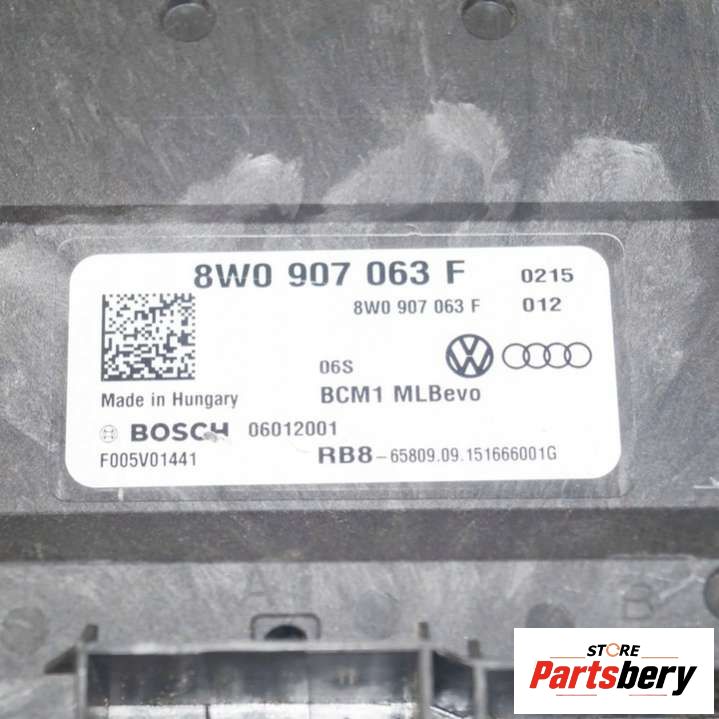 8W0 907 063 F 0215
8W0 907 063 F 012
06S
Made in Hungary BCM1 MLBevo
BOSCH 06012001
F005V01441 RB8-65809.09.151666001G
A B
STORE
Partsbery